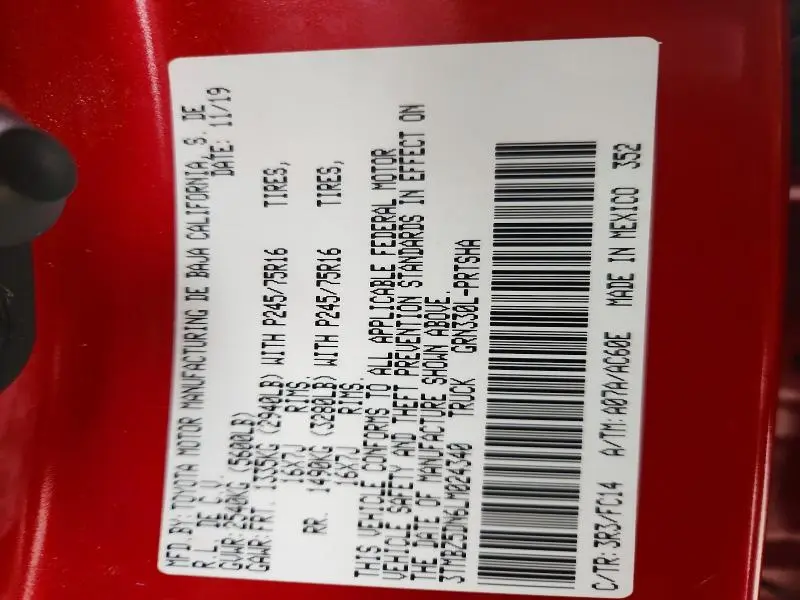 MFD.BY:TOYOTA MOTOR MANUFACTURING DE BAJA CALIFORNIA, S. DE
R.L. DE C.V. DATE: 11/19
GVWR:2540KG (5600LB)
GAWR:FRT. 1335KG (2940LB) WITH P245/75R16 TIRES,
16X7J RIMS.
RR. 1490KG (3280LB) WITH P245/75R16 TIRES,
16X7J RIMS.
THIS VEHICLE CONFORMS TO ALL APPLICABLE FEDERAL MOTOR
VEHICLE SAFETY AND THEFT PREVENTION STANDARDS IN EFFECT ON
THE DATE OF MANUFACTURE SHOWN ABOVE.
TRUCK GRN330L-PRTSHA
C/TR:3R3/FC14 A/TM:A07A/AC60E MADE IN MEXICO 352